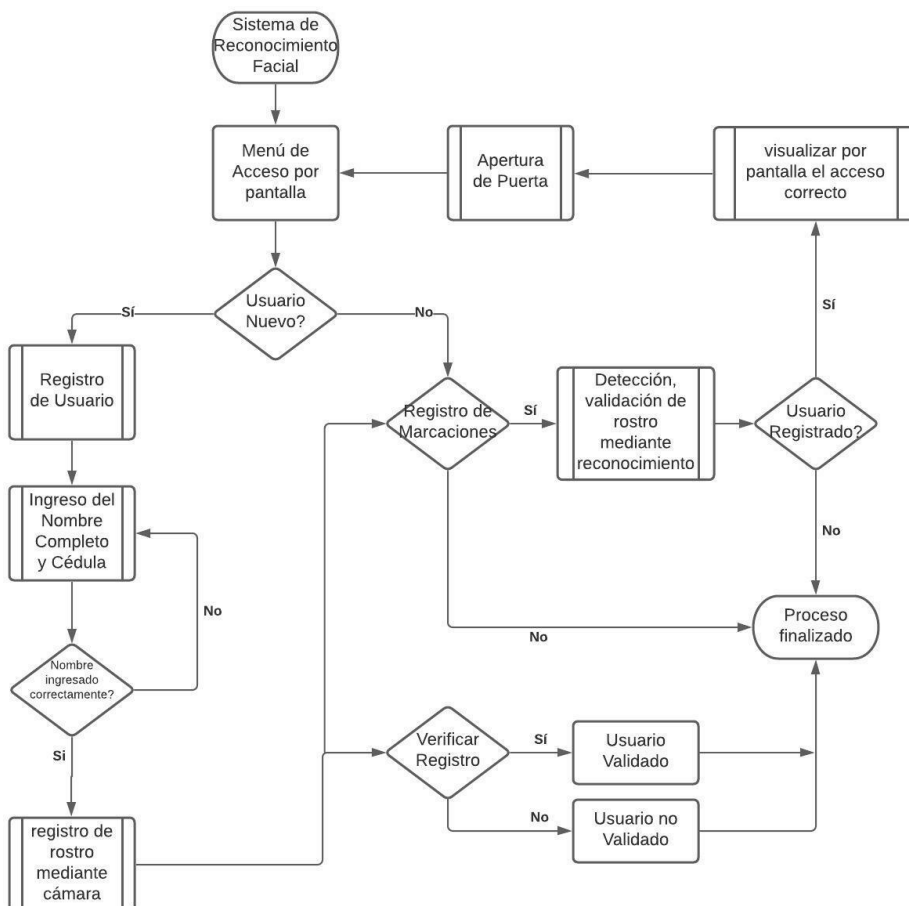 Sistema de
Reconocimiento
Facial
Menú de
Acceso por
pantalla
Apertura
de Puerta
visualizar por
pantalla el acceso
correcto
Usuario
Nuevo?
Sí
No
Sí
Registro
de Usuario
Registro de
Marcaciones
Sí
Detección,
validación de
rostro
mediante
reconocimiento
Usuario
Registrado?
Ingreso del
Nombre
Completo
y Cédula
No
No
Nombre
ingresado
correctamente?
No
Proceso
finalizado
Si
Verificar
Registro
Sí
Usuario
Validado
No
Usuario no
Validado
registro de
rostro
mediante
cámara